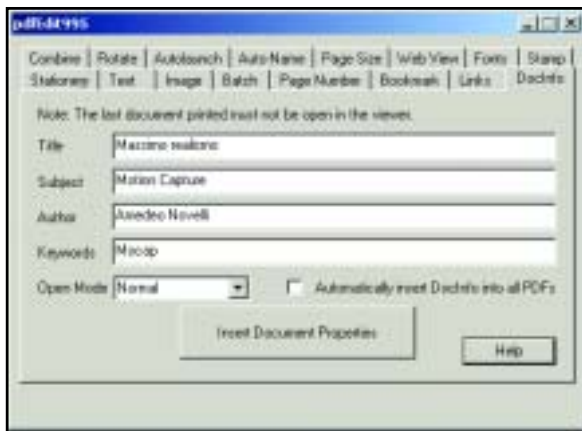 pdfEdit995
Combine Rotate Autolaunch Auto-Name Page Size Web View Fonts Stamp
Stationery Text Image Batch Page Number Bookmark Links DocInfo
Note: The last document printed must not be open in the viewer.
Title Massimo realismo
Subject Motion Capture
Author Amedeo Novelli
Keywords Mocap
Open Mode Normal Automatically insert DocInfo into all PDFs
Insert Document Properties
Help